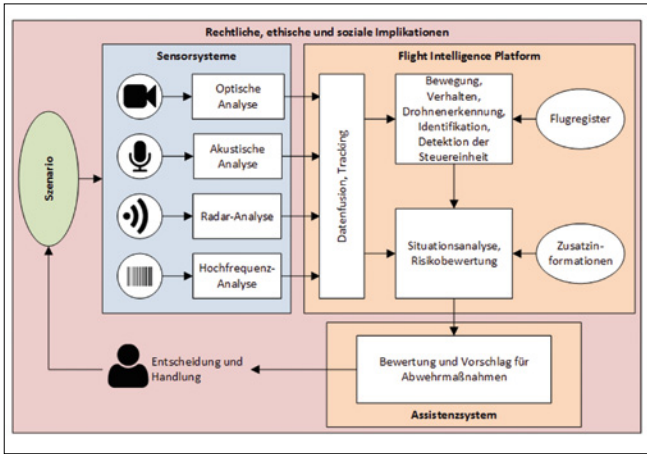 Rechtliche, ethische und soziale Implikationen
Sensorsysteme
Flight Intelligence Platform
Szenario
Optische
Analyse
Akustische
Analyse
Radar-Analyse
Hochfrequenz-
Analyse
Datenfusion, Tracking
Bewegung,
Verhalten,
Drohnenerkennung,
Identifikation,
Detektion der
Steuereinheit
Flugregister
Situationsanalyse,
Risikobewertung
Zusatzin-
formationen
Entscheidung und
Handlung
Bewertung und Vorschlag für
Abwehrmaßnahmen
Assistenzsystem